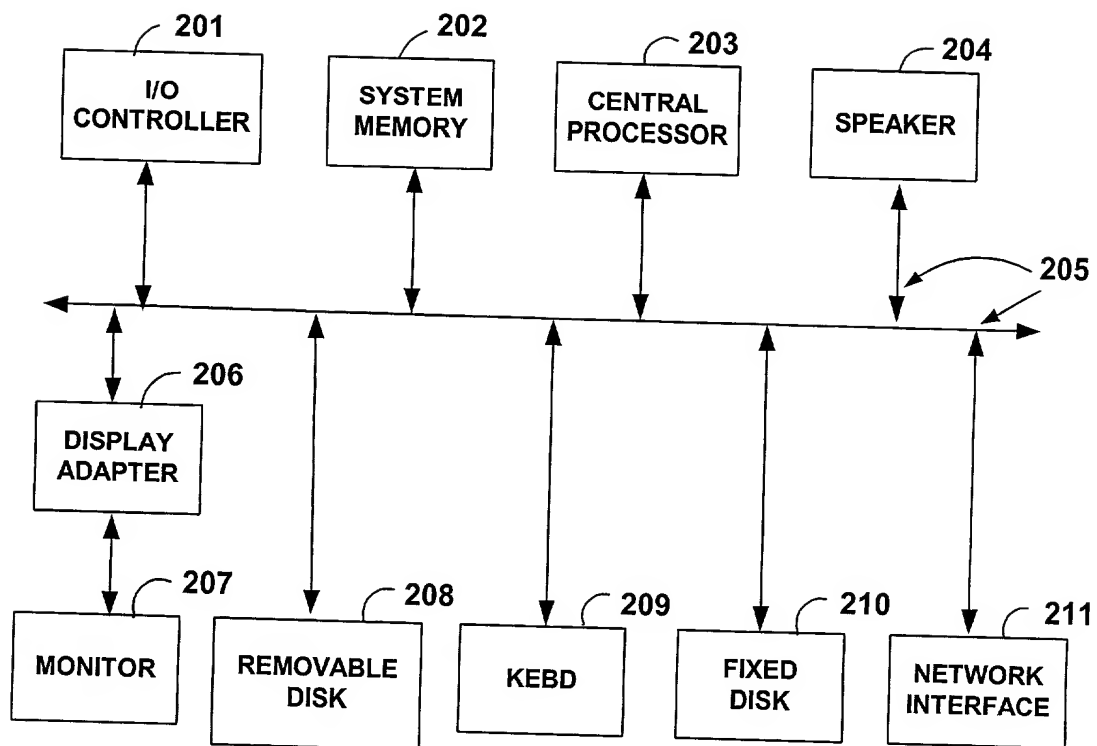 201
I/O
CONTROLLER
202
SYSTEM
MEMORY
203
CENTRAL
PROCESSOR
204
SPEAKER
205
206
DISPLAY
ADAPTER
207
MONITOR
208
REMOVABLE
DISK
209
KEBD
210
FIXED
DISK
211
NETWORK
INTERFACE